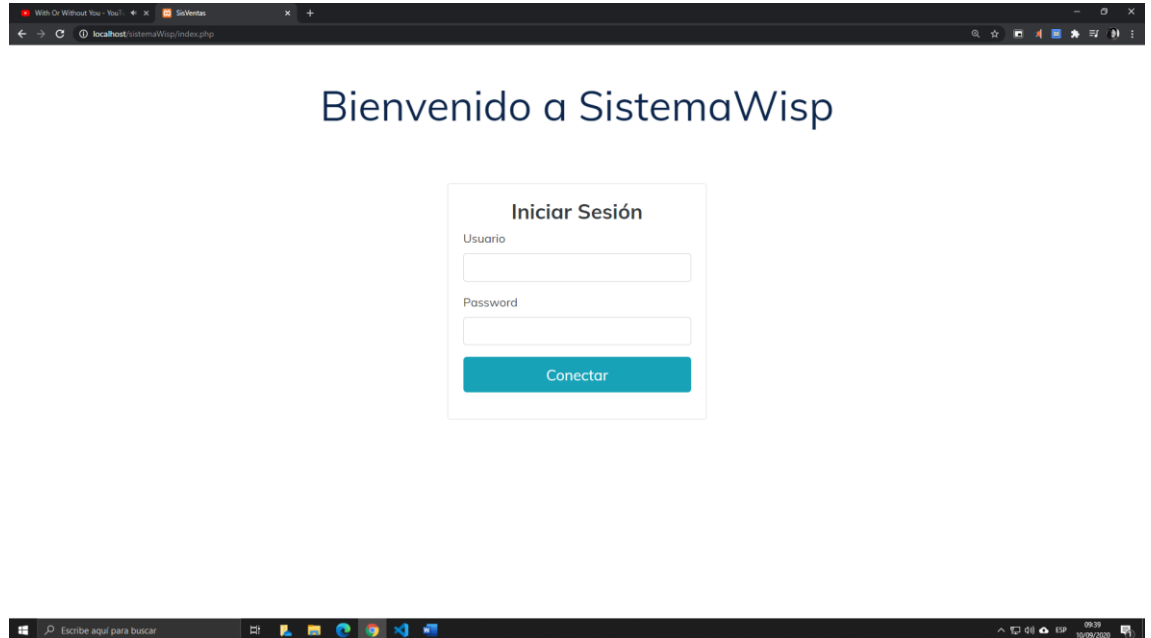 With Or Without You - YouT
SisVentas
localhost/sistemaWisp/index.php
Bienvenido a SistemaWisp
Iniciar Sesión
Usuario
Password
Conectar
Escribe aquí para buscar
ESP
09:39
10/09/2020